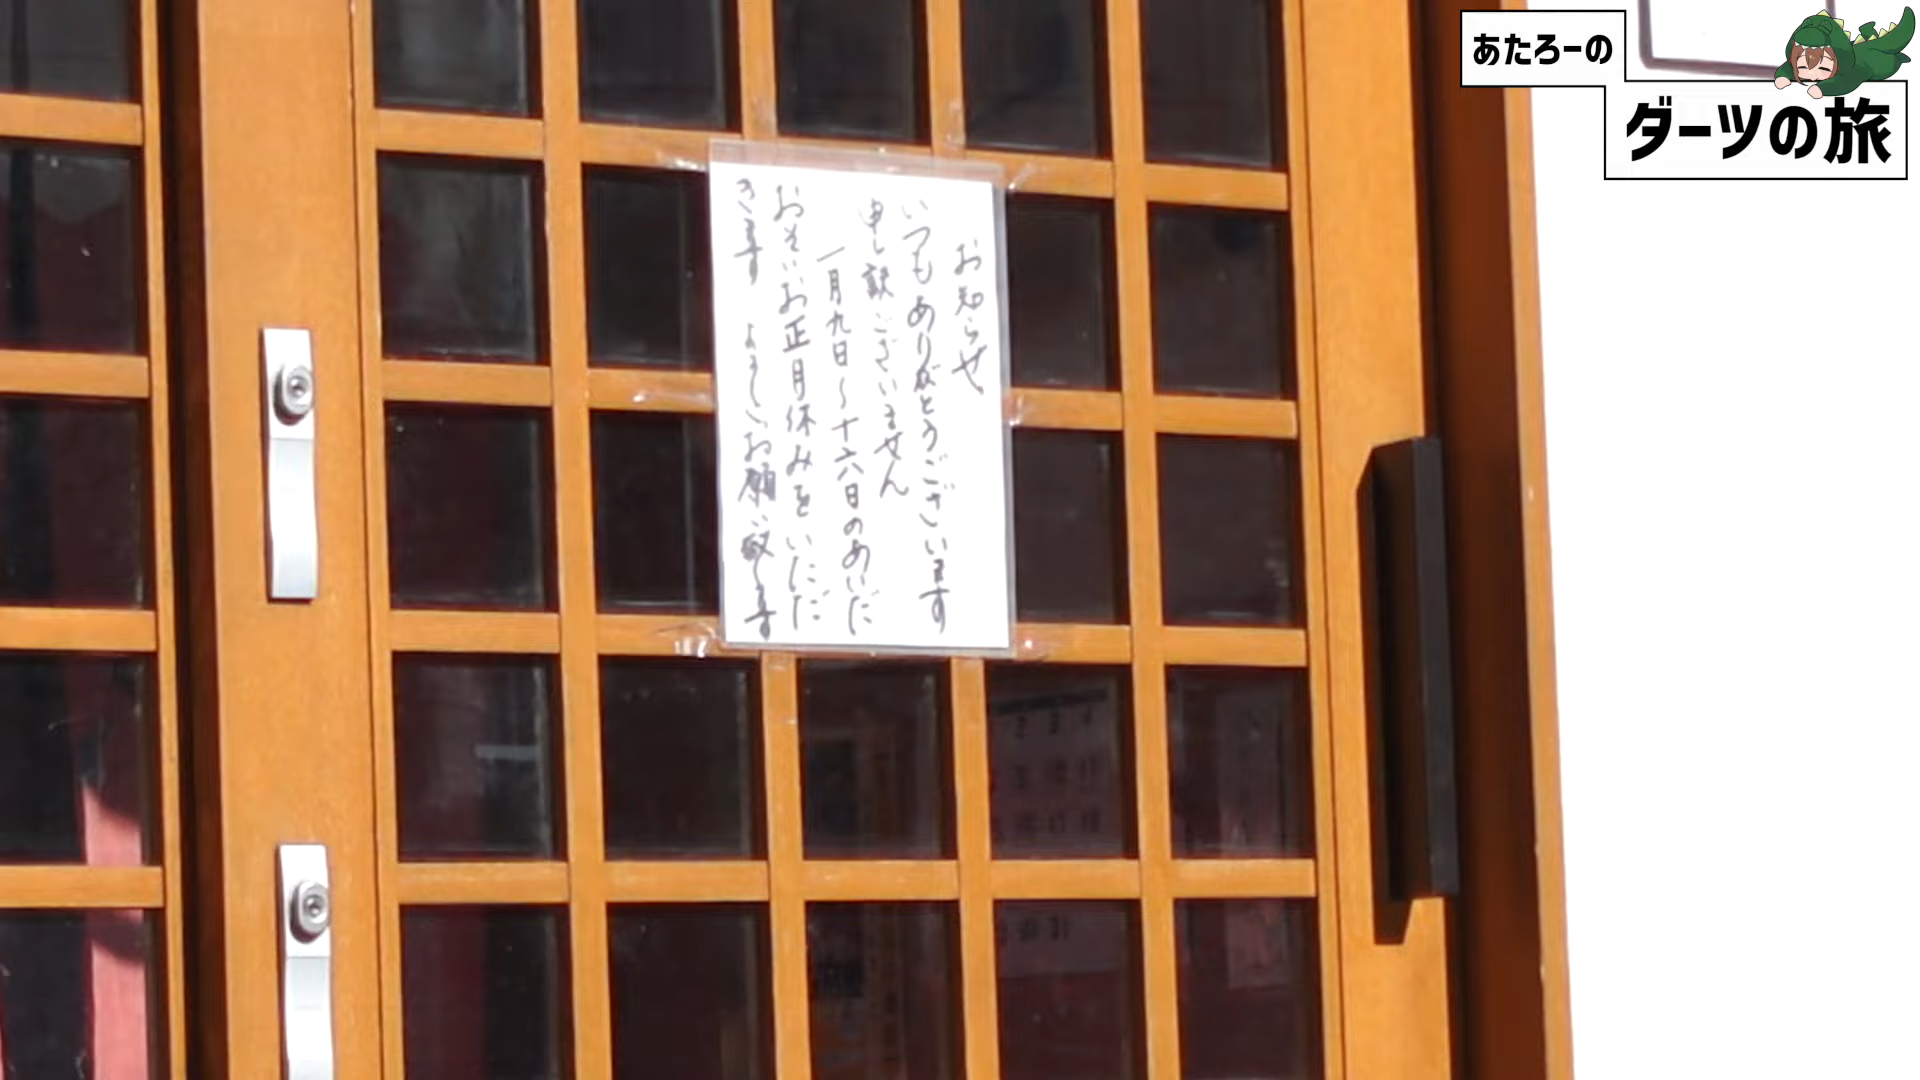 あたろーの
ダーツの旅
お知らせ
いつもありがとうございます
申し訳ございません
一月九日〜十六日のあいだ
おそいお正月休みをいただ
きます よろしくお願い致します